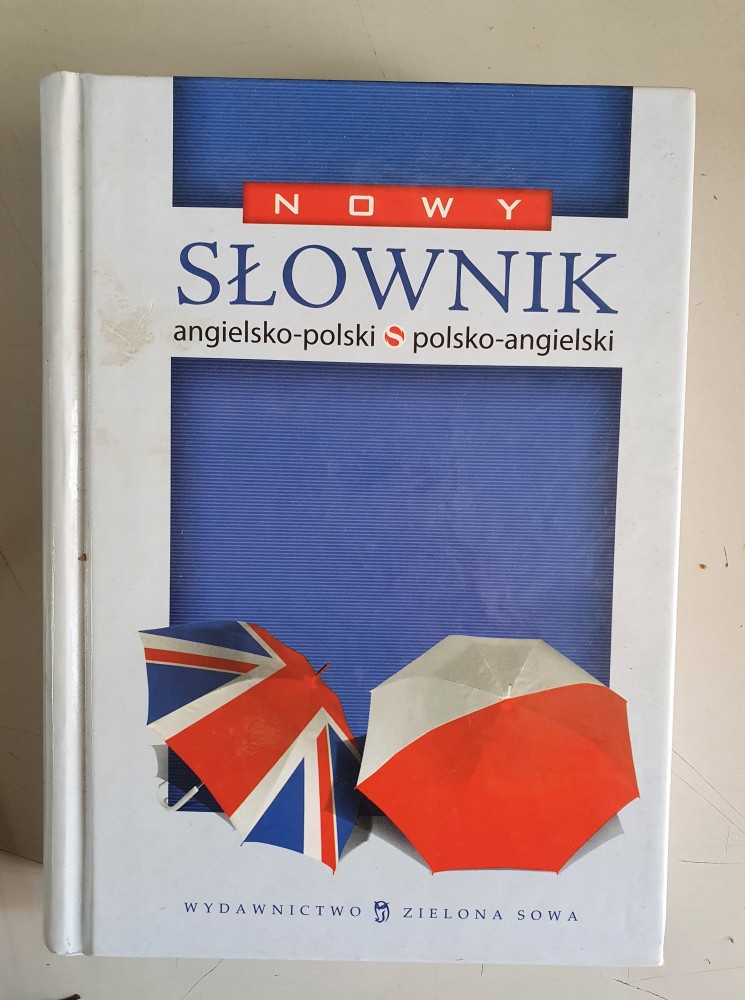 NOWY
SŁOWNIK
angielsko-polski S polsko-angielski
WYDAWNICTWO ZIELONA SOWA